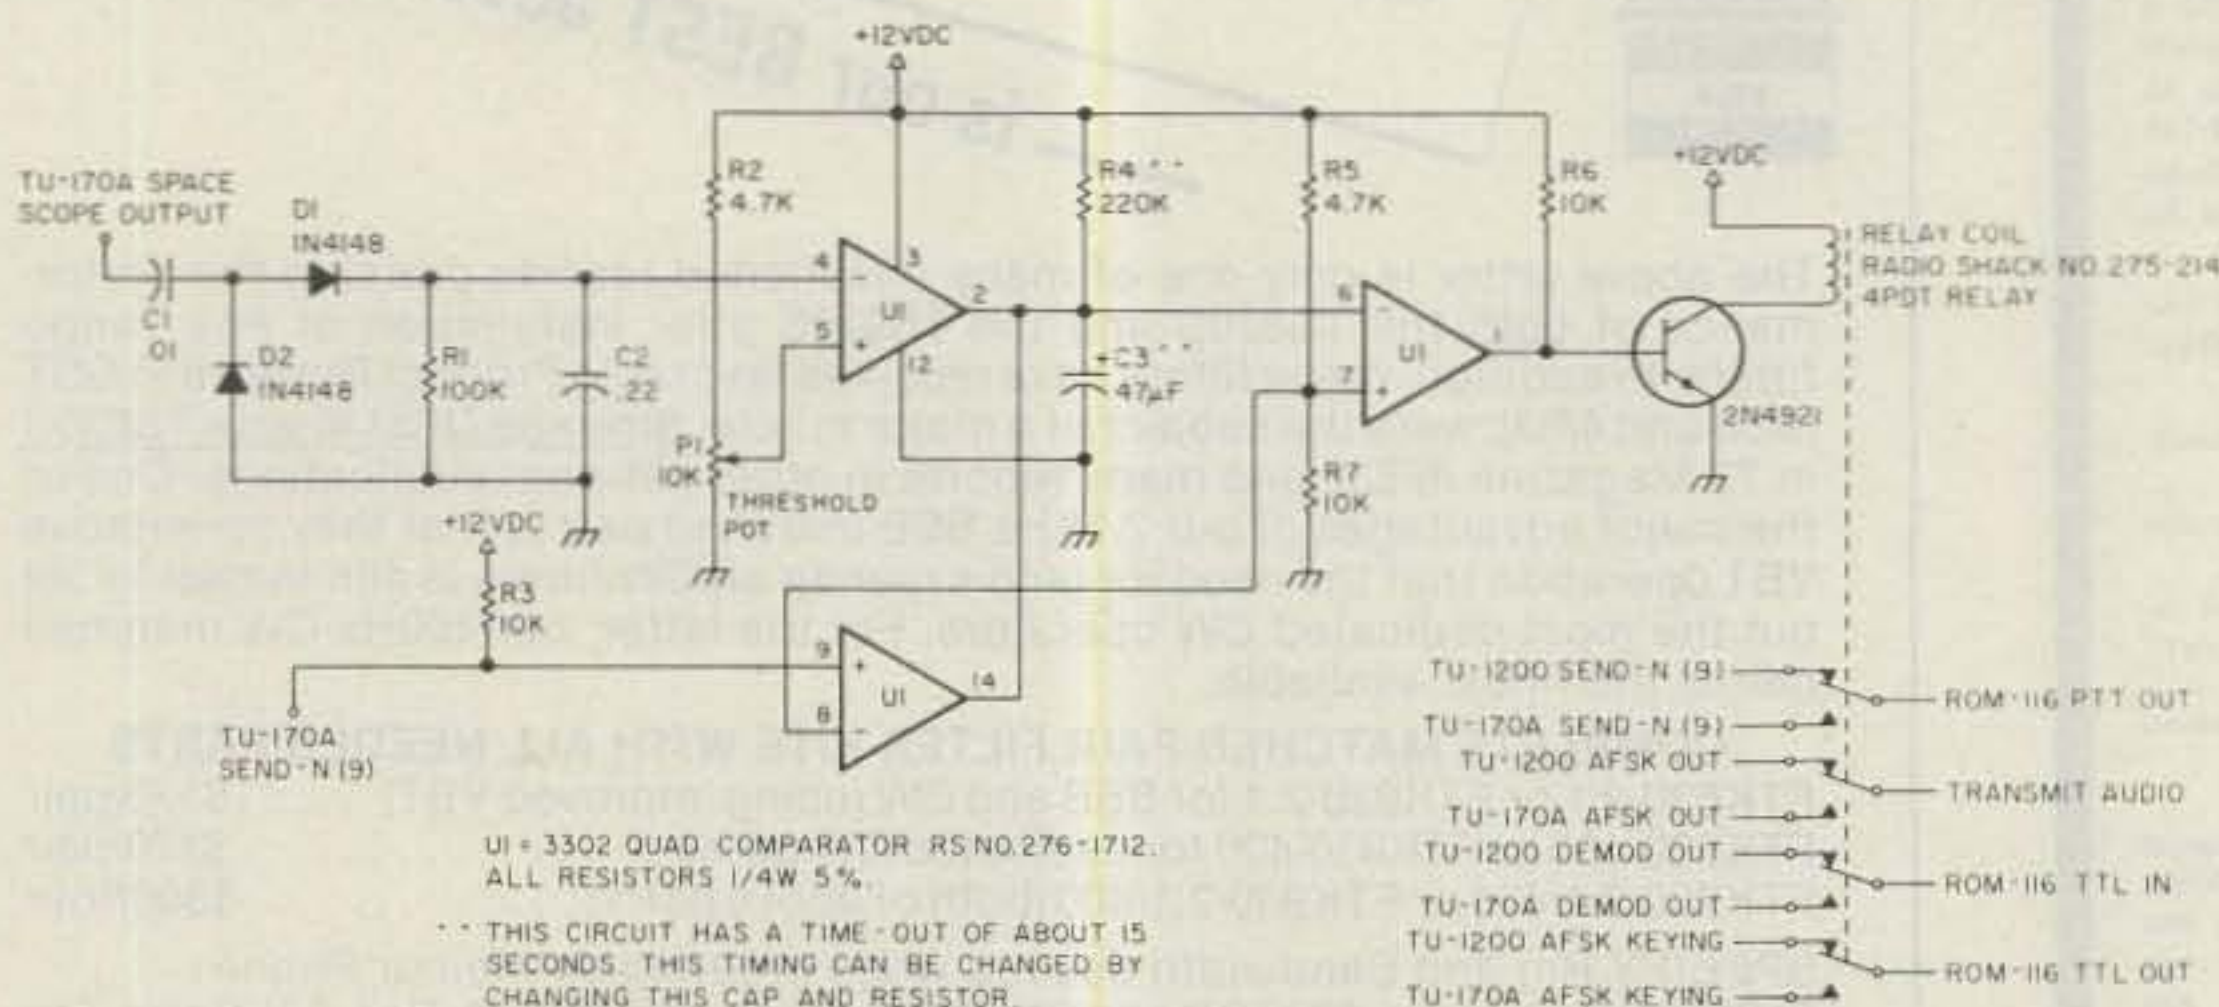 IS OUR BEST
+12VDC
TU-170A SPACE
SCOPE OUTPUT
D1
1N4148
C1
.01
D2
1N4148
R1
100K
C2
.22
R2
4.7K
P1
10K
THRESHOLD
POT
4
-
5
+
3
U1
2
12
R4 **
220K
+C3 **
47µF
R5
4.7K
R6
10K
6
-
7
+
U1
1
R7
10K
+12VDC
RELAY COIL
RADIO SHACK NO. 275-214
4PDT RELAY
2N4921
+12VDC
R3
10K
TU-170A
SEND-N (9)
9
+
8
-
U1
14
TU-1200 SEND-N (9)
TU-170A SEND-N (9)
ROM-116 PTT OUT
TU-1200 AFSK OUT
TU-170A AFSK OUT
TRANSMIT AUDIO
TU-1200 DEMOD OUT
TU-170A DEMOD OUT
ROM-116 TTL IN
TU-1200 AFSK KEYING
TU-170A AFSK KEYING
ROM-116 TTL OUT
U1 = 3302 QUAD COMPARATOR RS NO. 276-1712.
ALL RESISTORS 1/4W 5%.
** THIS CIRCUIT HAS A TIME-OUT OF ABOUT 15
SECONDS. THIS TIMING CAN BE CHANGED BY
CHANGING THIS CAP AND RESISTOR.